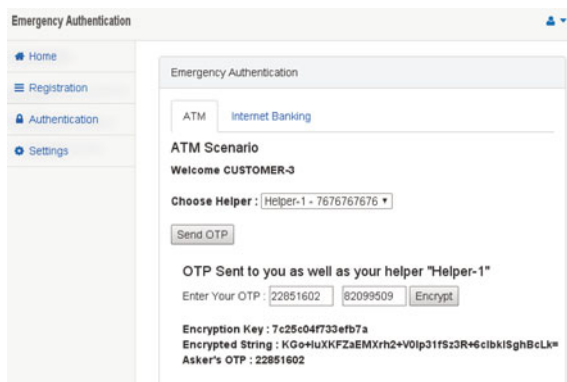 Emergency Authentication
Home
Registration
Authentication
Settings
Emergency Authentication
ATM Internet Banking
ATM Scenario
Welcome CUSTOMER-3
Choose Helper : Helper-1 - 7676767676
Send OTP
OTP Sent to you as well as your helper "Helper-1"
Enter Your OTP : 22851602 82099509 Encrypt
Encryption Key : 7c25c04f733efb7a
Encrypted String :
Asker's OTP : 22851602